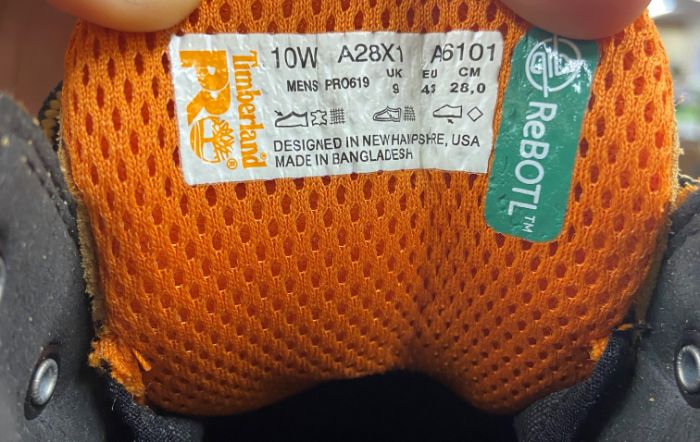 Timberland®
PRO
10W A28X1 A6101
MENS PRO619 UK EU CM
9 43 28,0
DESIGNED IN NEW HAMPSHIRE, USA
MADE IN BANGLADESH
ReBOTL™